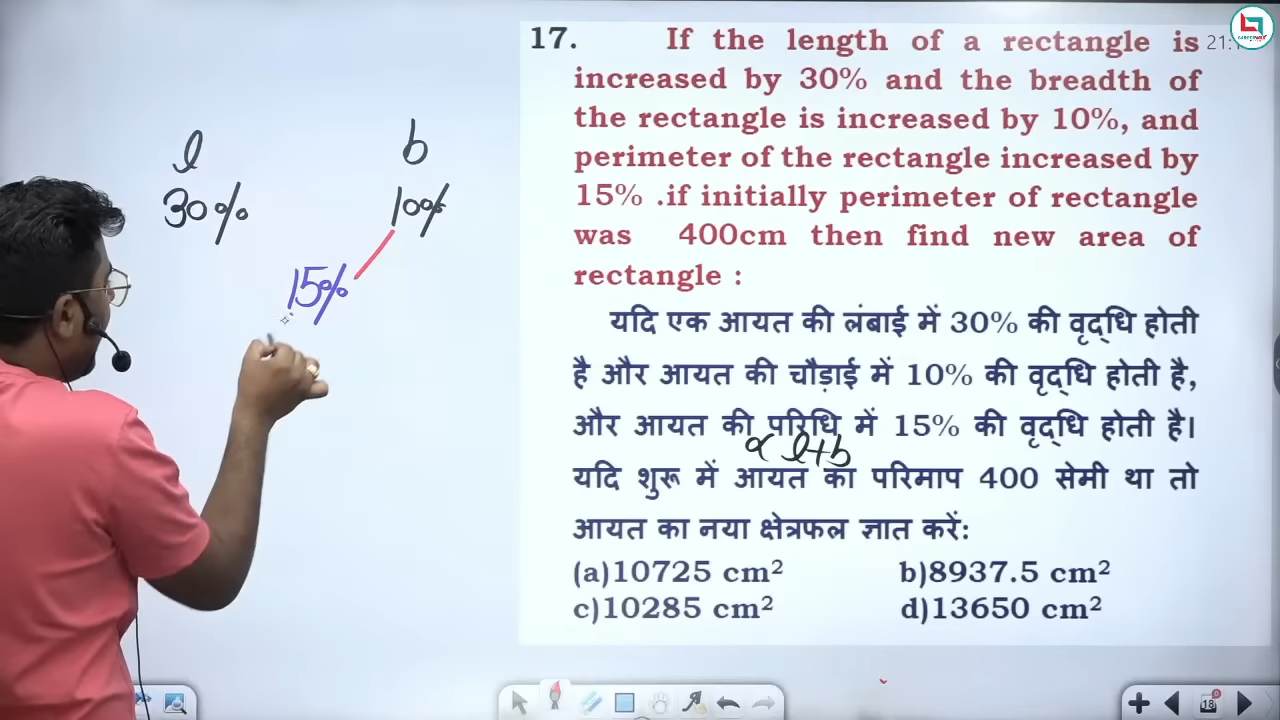 17. If the length of a rectangle is
increased by 30% and the breadth of
the rectangle is increased by 10%, and
perimeter of the rectangle increased by
15% .if initially perimeter of rectangle
was 400cm then find new area of
rectangle :
यदि एक आयत की लंबाई में 30% की वृद्धि होती
है और आयत की चौड़ाई में 10% की वृद्धि होती है,
और आयत की परिधि में 15% की वृद्धि होती है।
∝ l+b
यदि शुरू में आयत का परिमाप 400 सेमी था तो
आयत का नया क्षेत्रफल ज्ञात करें:
(a)10725 cm² b)8937.5 cm²
c)10285 cm² d)13650 cm²
l b
30% 10%
15%
21:
18